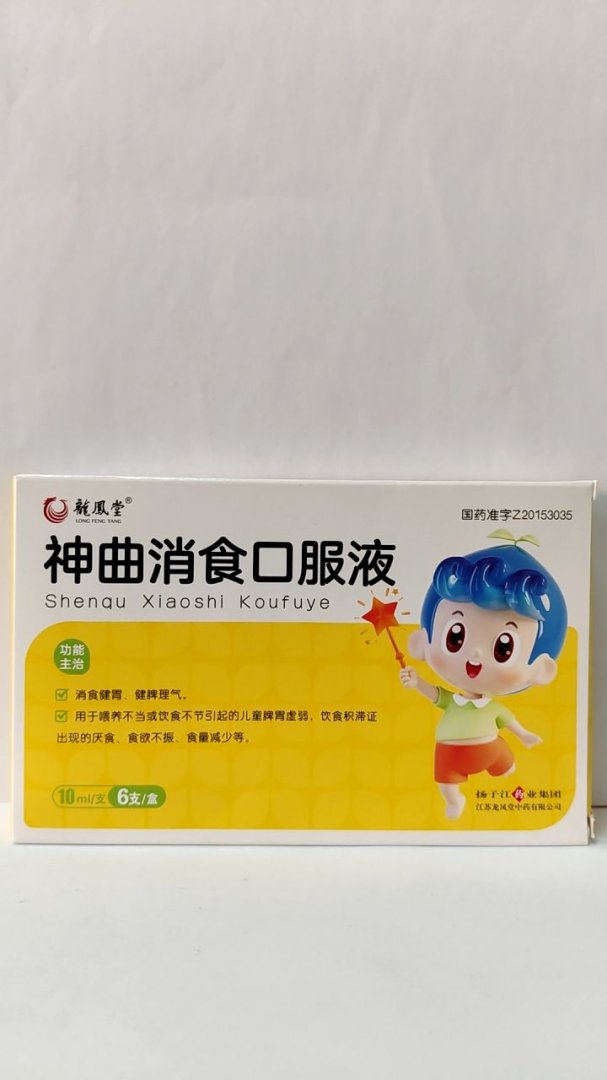 龍鳳堂®
LONG FENG TANG
国药准字Z20153035
神曲消食口服液
Shenqu Xiaoshi Koufuye
功能
主治
消食健胃、健脾理气。
用于喂养不当或饮食不节引起的儿童脾胃虚弱，饮食积滞证
出现的厌食、食欲不振、食量减少等。
10ml/支 6支/盒
扬子江药业集团
江苏龙凤堂中药有限公司